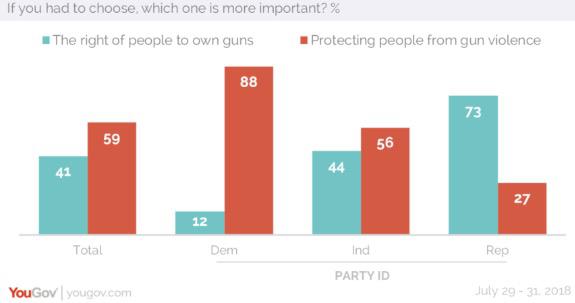 If you had to choose, which one is more important? %
The right of people to own guns
Protecting people from gun violence
41
59
12
88
44
56
73
27
Total
Dem
Ind
Rep
PARTY ID
YouGov | yougov.com
July 29 - 31, 2018